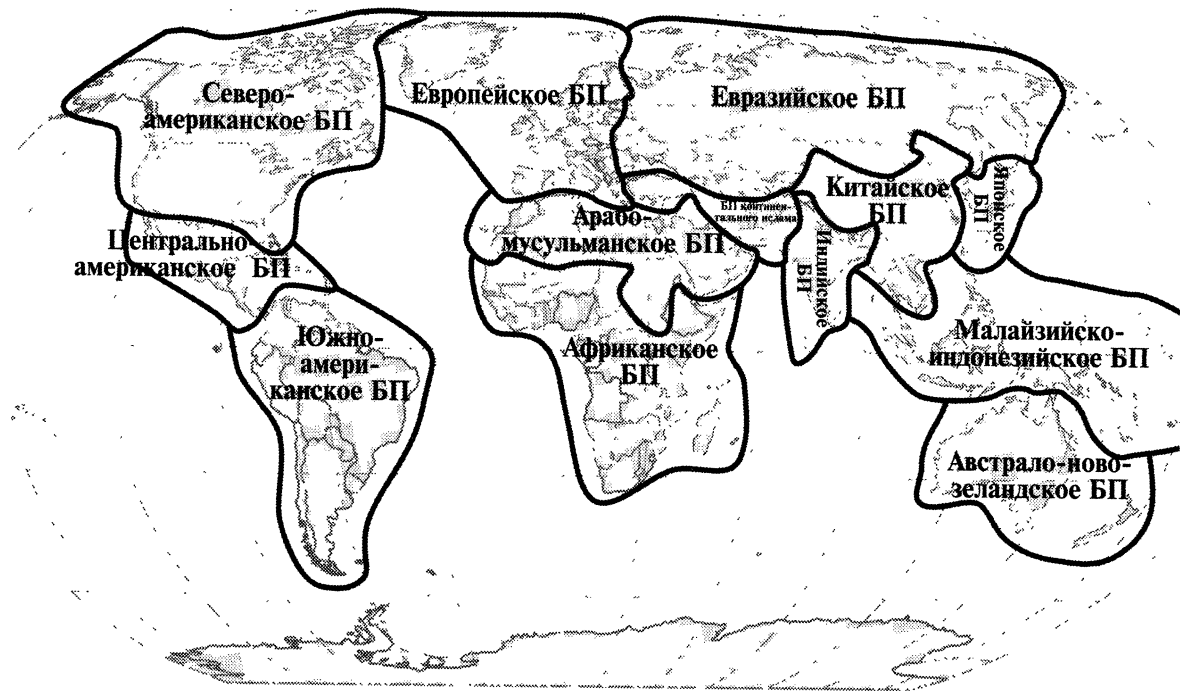 Северо-
американское БП
Европейское БП
Евразийское БП
Центрально-
американское БП
Арабо-
мусульманское БП
БП континен-
тального ислама
Китайское
БП
Японское
БП
Индийское
БП
Южно-
амери-
канское БП
Африканское
БП
Малайзийско-
индонезийское БП
Австрало-ново-
зеландское БП